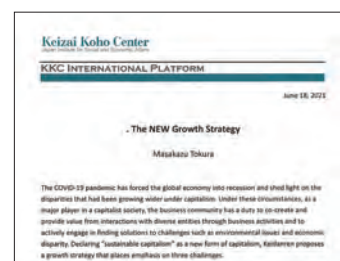 Keizai Koho Center
Japan Institute for Social and Economic Affairs
KKC INTERNATIONAL PLATFORM
June 18, 2021
. The NEW Growth Strategy
Masakazu Tokura
The COVID-19 pandemic has forced the global economy into recession and shed light on the
disparities that had been growing wider under capitalism. Under these circumstances, as a
major player in a capitalist society, the business community has a duty to co-create and
provide value from interactions with diverse entities through business activities and to
actively engage in finding solutions to challenges such as environmental issues and economic
disparity. Declaring "sustainable capitalism" as a new form of capitalism, Keidanren proposes
a growth strategy that places emphasis on three challenges.